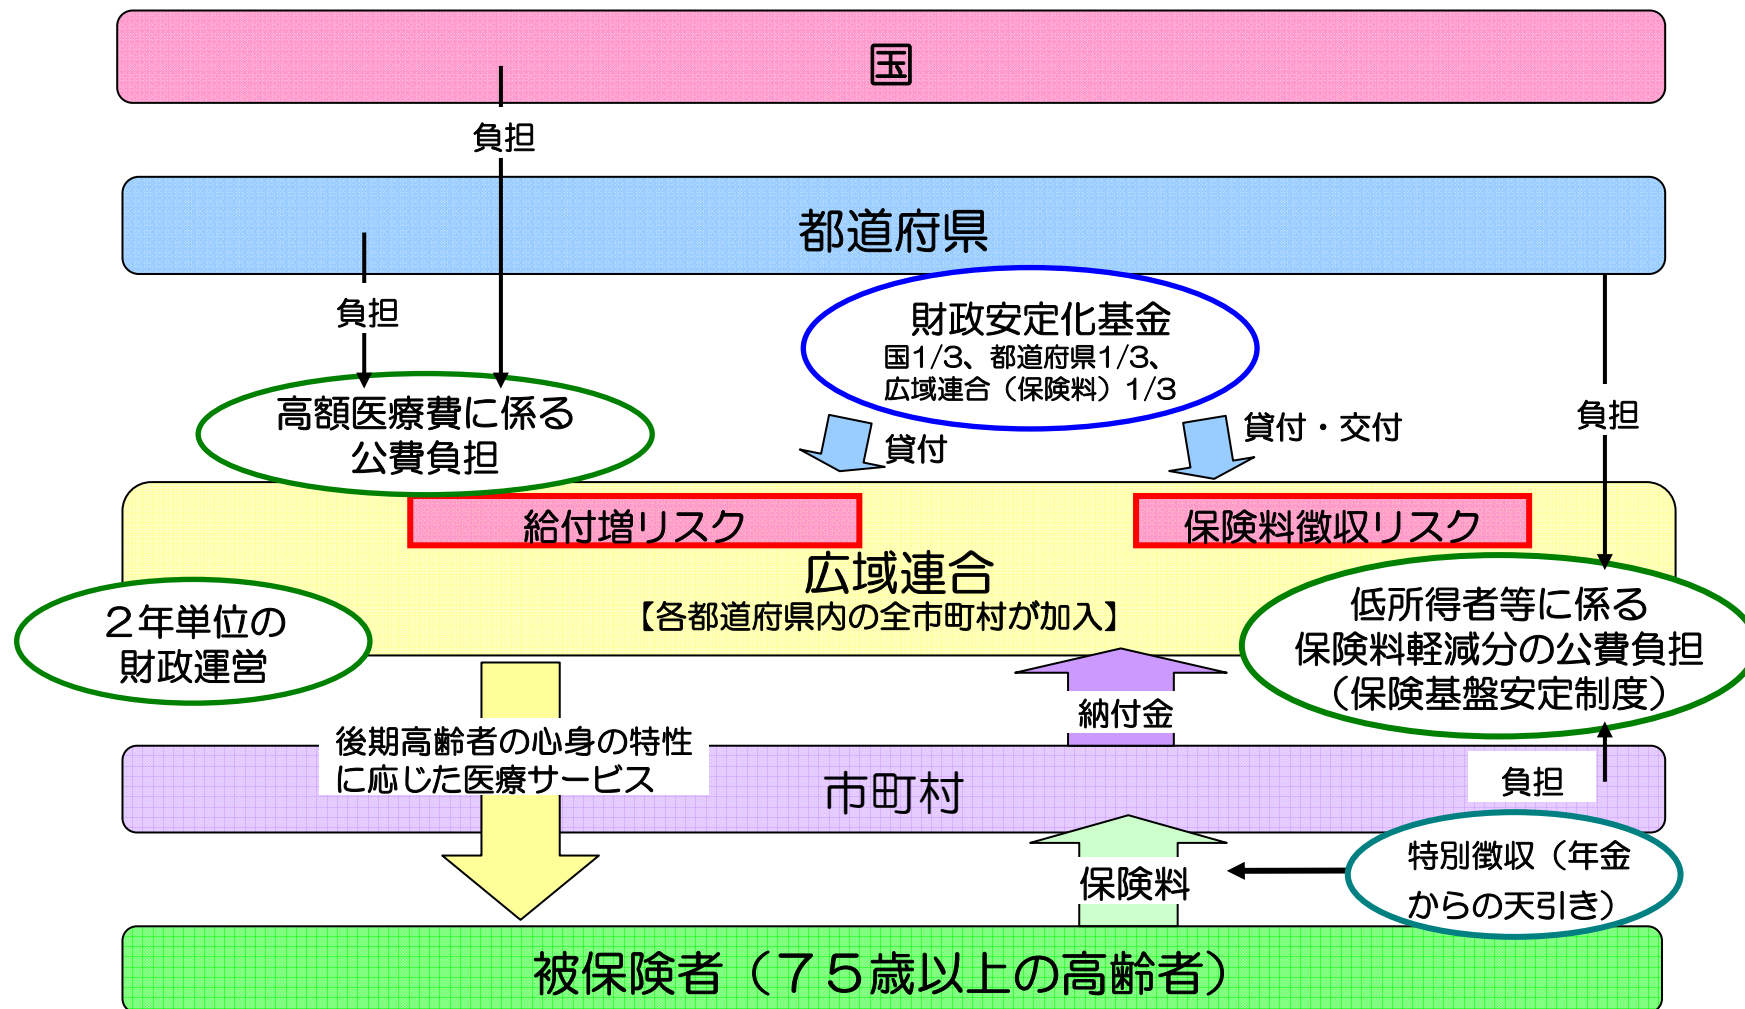 国
負担
都道府県
負担
財政安定化基金
国1/3、都道府県1/3、
広域連合（保険料）1/3
高額医療費に係る
公費負担
貸付
貸付・交付
負担
給付増リスク
保険料徴収リスク
広域連合
【各都道府県内の全市町村が加入】
２年単位の
財政運営
低所得者等に係る
保険料軽減分の公費負担
（保険基盤安定制度）
納付金
後期高齢者の心身の特性
に応じた医療サービス
市町村
負担
保険料
特別徴収（年金
からの天引き）
被保険者（７５歳以上の高齢者）